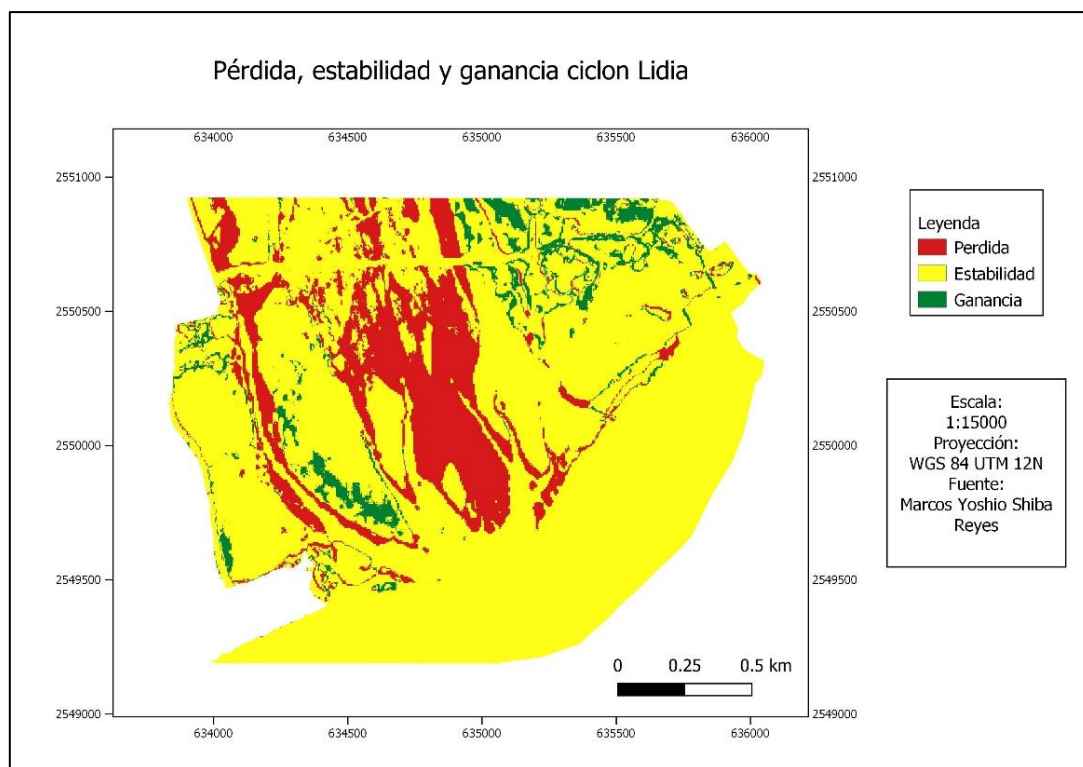 Pérdida, estabilidad y ganancia ciclon Lidia
634000 634500 635000 635500 636000
2551000 2551000
2550500 2550500
2550000 2550000
2549500 2549500
2549000 2549000
0 0.25 0.5 km
634000 634500 635000 635500 636000
Leyenda
Perdida
Estabilidad
Ganancia
Escala:
1:15000
Proyección:
WGS 84 UTM 12N
Fuente:
Marcos Yoshio Shiba
Reyes